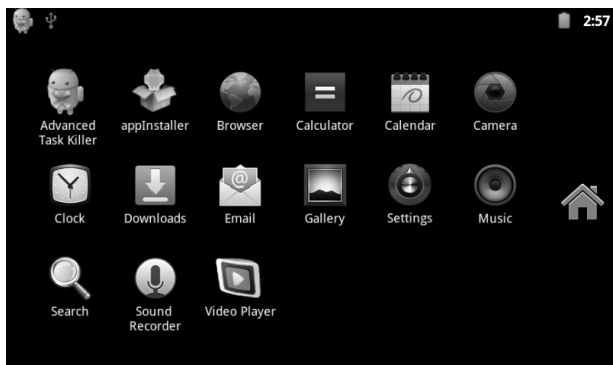 2:57
Advanced
Task Killer
appInstaller
Browser
Calculator
Calendar
Camera
Clock
Downloads
Email
Gallery
Settings
Music
Search
Sound
Recorder
Video Player